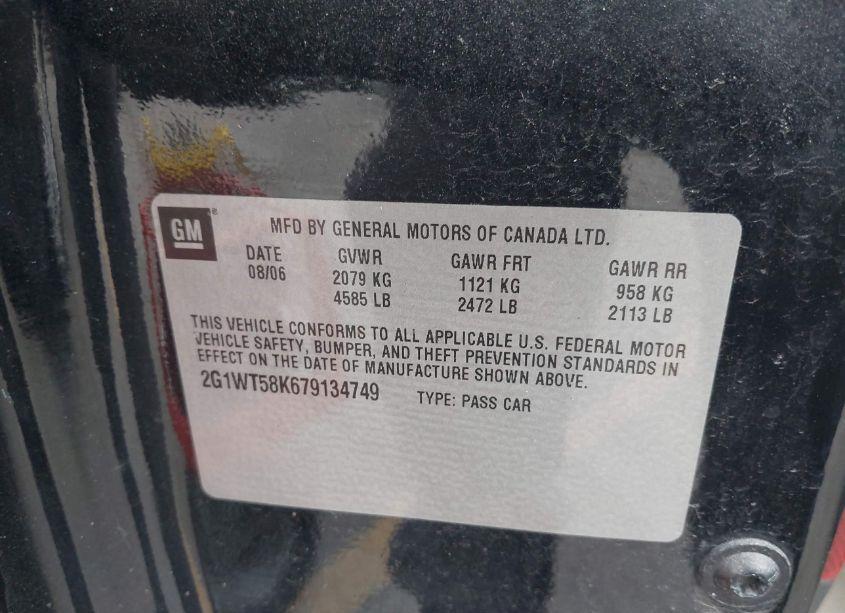 GM®
MFD BY GENERAL MOTORS OF CANADA LTD.
DATE GVWR GAWR FRT GAWR RR
08/06 2079 KG 1121 KG 958 KG
4585 LB 2472 LB 2113 LB
THIS VEHICLE CONFORMS TO ALL APPLICABLE U.S. FEDERAL MOTOR
VEHICLE SAFETY, BUMPER, AND THEFT PREVENTION STANDARDS IN
EFFECT ON THE DATE OF MANUFACTURE SHOWN ABOVE.
2G1WT58K679134749 TYPE: PASS CAR